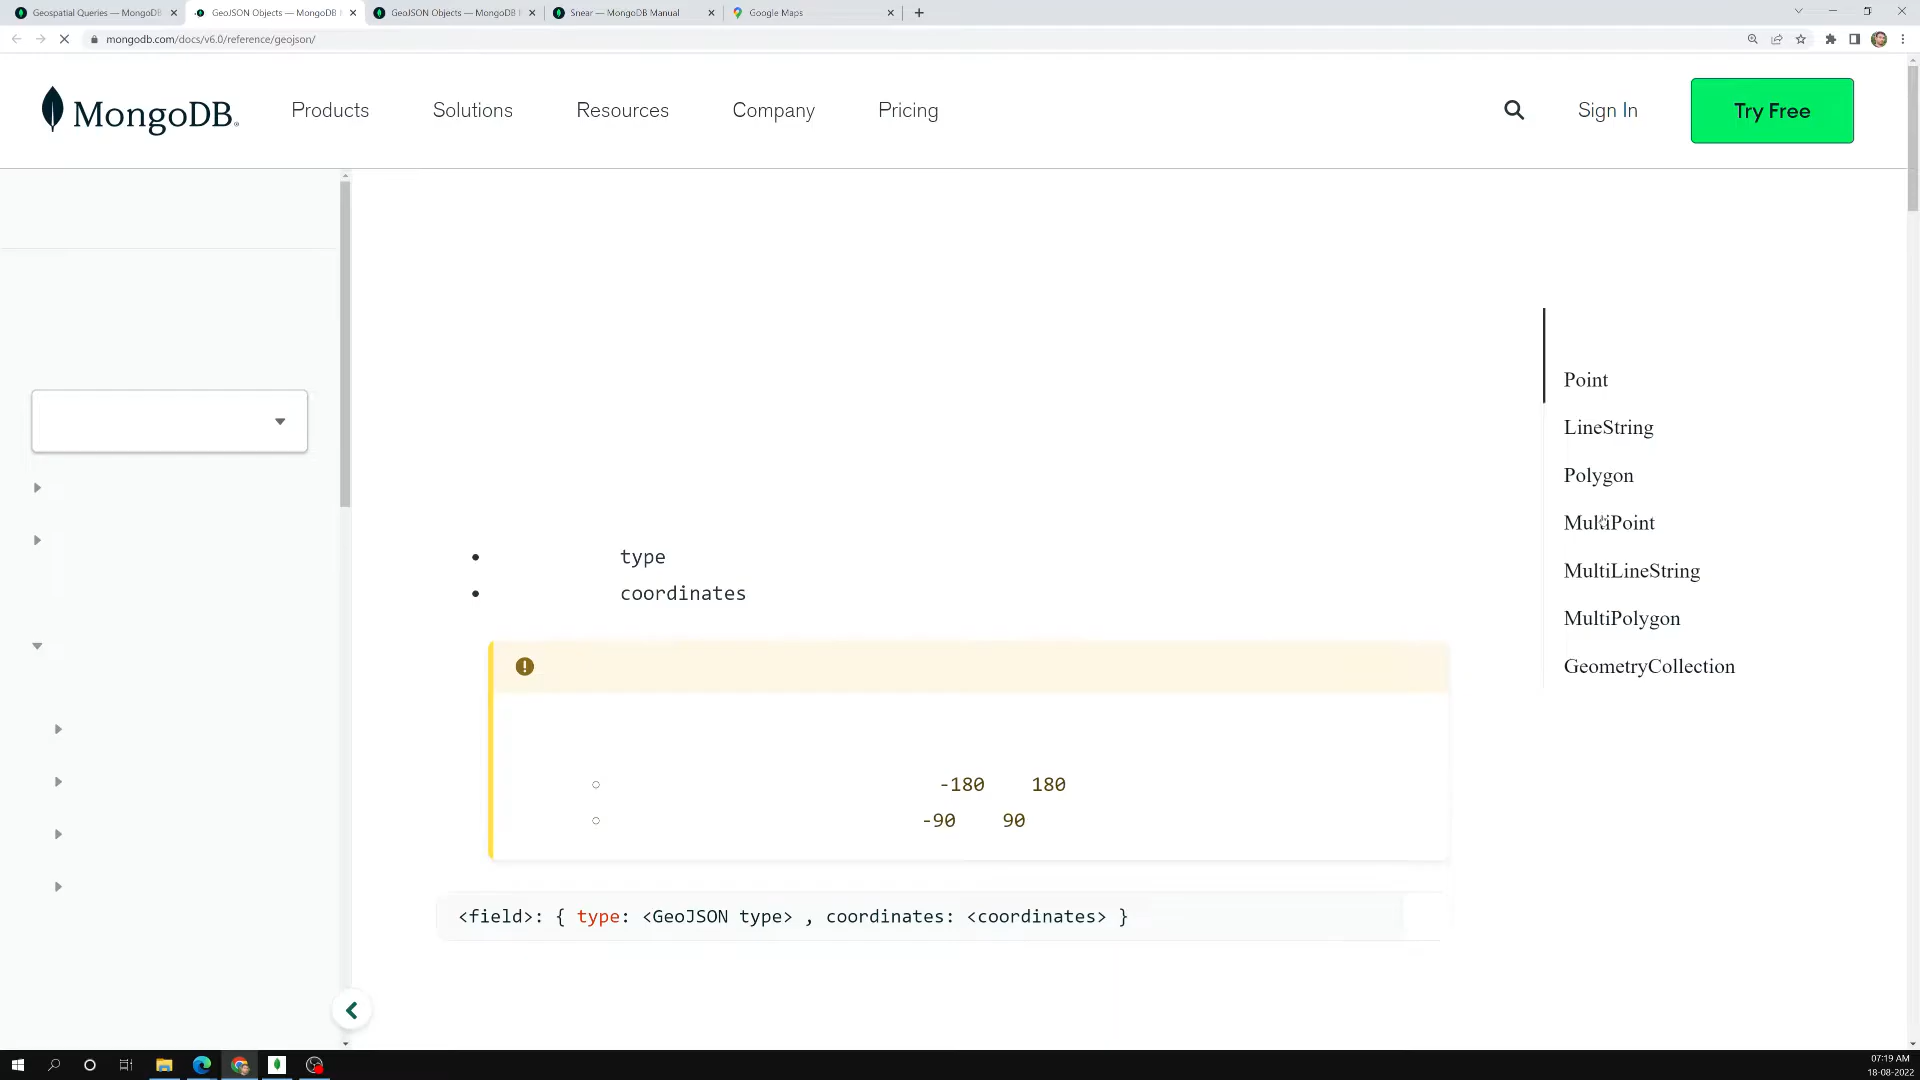 Geospatial Queries — MongoDB
GeoJSON Objects — MongoDB
GeoJSON Objects — MongoDB
$near — MongoDB Manual
Google Maps
mongodb.com/docs/v6.0/reference/geojson/
MongoDB®
Products
Solutions
Resources
Company
Pricing
Sign In
Try Free
Point
LineString
Polygon
MultiPoint
MultiLineString
MultiPolygon
GeometryCollection
type
coordinates
-180 180
-90 90
<field>: { type: <GeoJSON type> , coordinates: <coordinates> }
07:19 AM
18-08-2022